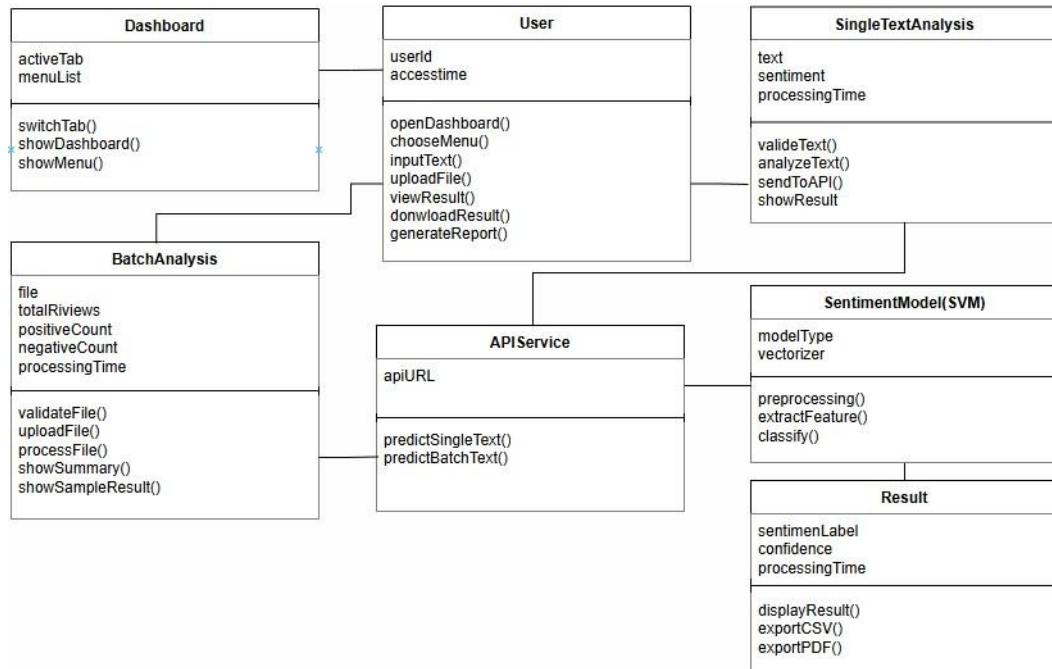 Dashboard
activeTab
menuList
switchTab()
showDashboard()
showMenu()
User
userId
accesstime
openDashboard()
chooseMenu()
inputText()
uploadFile()
viewResult()
donwloadResult()
generateReport()
SingleTextAnalysis
text
sentiment
processingTime
valideText()
analyzeText()
sendToAPI()
showResult
BatchAnalysis
file
totalRiviews
positiveCount
negativeCount
processingTime
validateFile()
uploadFile()
processFile()
showSummary()
showSampleResult()
APIService
apiURL
predictSingleText()
predictBatchText()
SentimentModel(SVM)
modelType
vectorizer
preprocessing()
extractFeature()
classify()
Result
sentimenLabel
confidence
processingTime
displayResult()
exportCSV()
exportPDF()